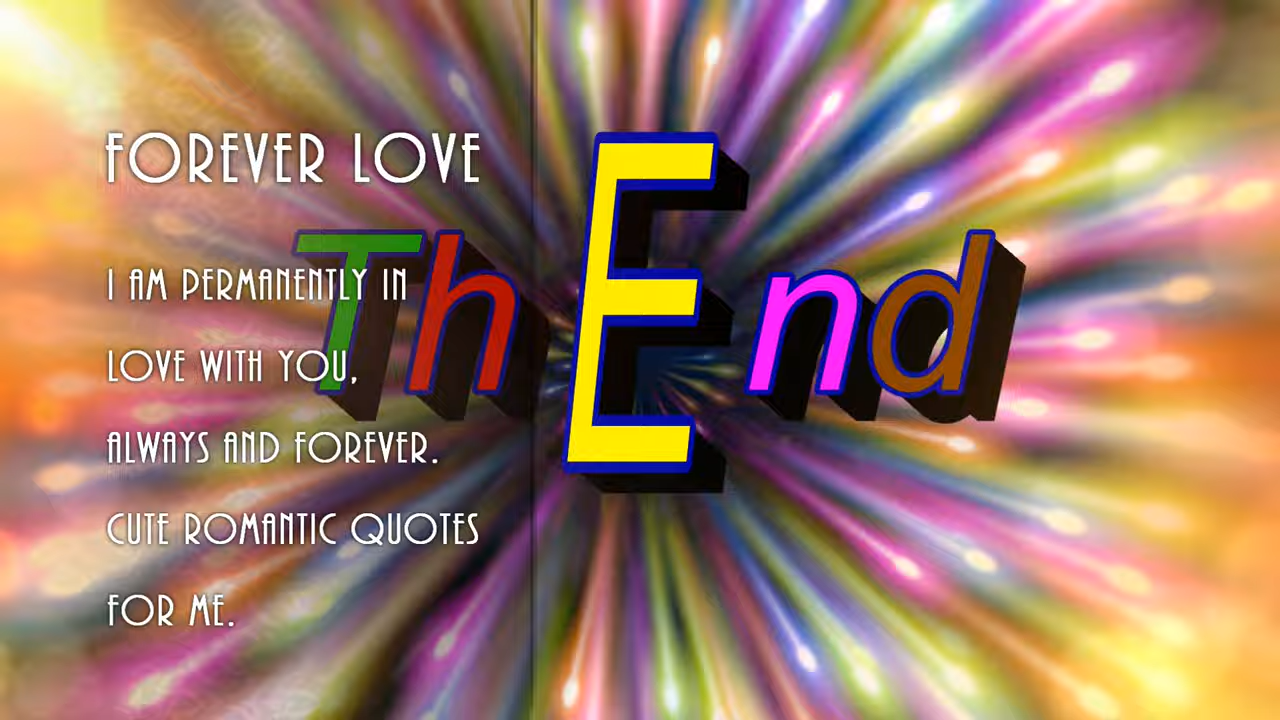 FOREVER LOVE
I AM PERMANENTLY IN
LOVE WITH YOU,
ALWAYS AND FOREVER.
CUTE ROMANTIC QUOTES
FOR ME.
ThEnd